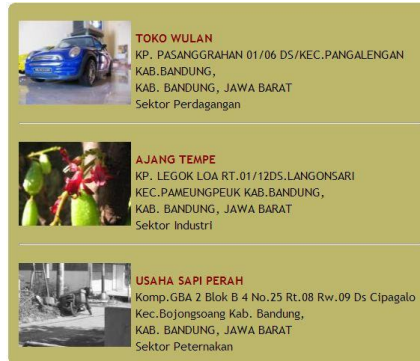 TOKO WULAN
KP. PASANGGRAHAN 01/06 DS/KEC.PANGALENGAN
KAB.BANDUNG,
KAB. BANDUNG, JAWA BARAT
Sektor Perdagangan
AJANG TEMPE
KP. LEGOK LOA RT.01/12DS.LANGONSARI
KEC.PAMEUNGPEUK KAB.BANDUNG,
KAB. BANDUNG, JAWA BARAT
Sektor Industri
USAHA SAPI PERAH
Komp.GBA 2 Blok B 4 No.25 Rt.08 Rw.09 Ds Cipagalo
Kec.Bojongsoang Kab. Bandung,
KAB. BANDUNG, JAWA BARAT
Sektor Peternakan